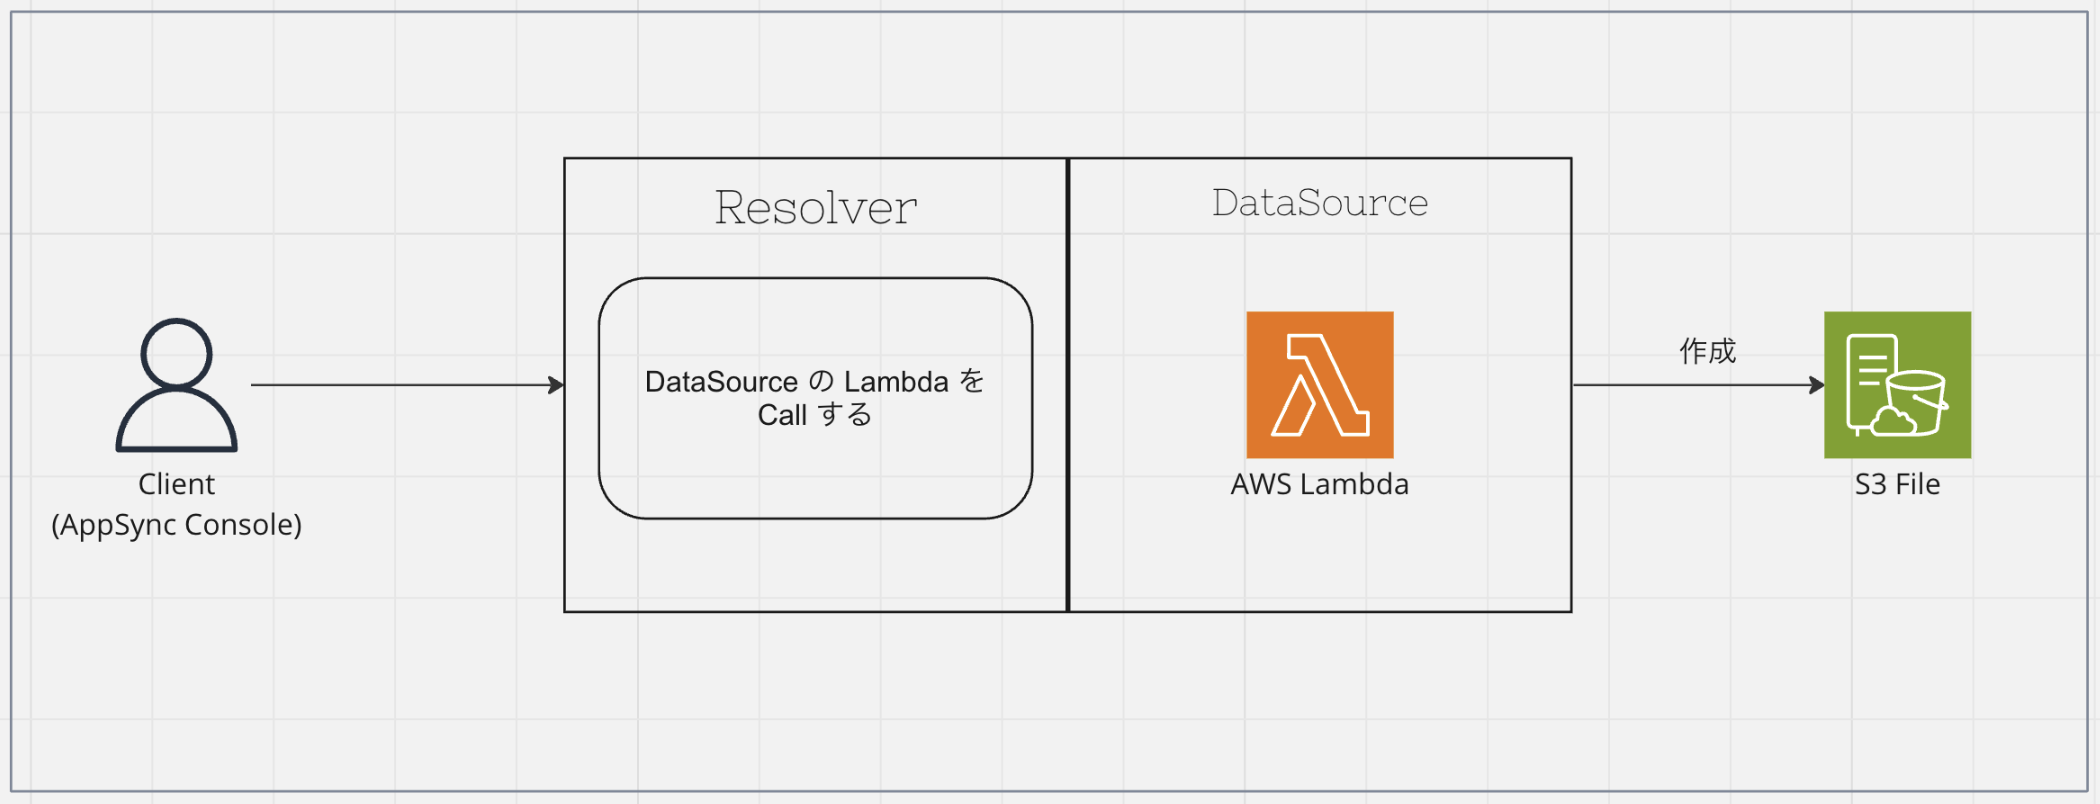 Resolver
DataSource
DataSource の Lambda を
Call する
作成
Client
(AppSync Console)
AWS Lambda
S3 File